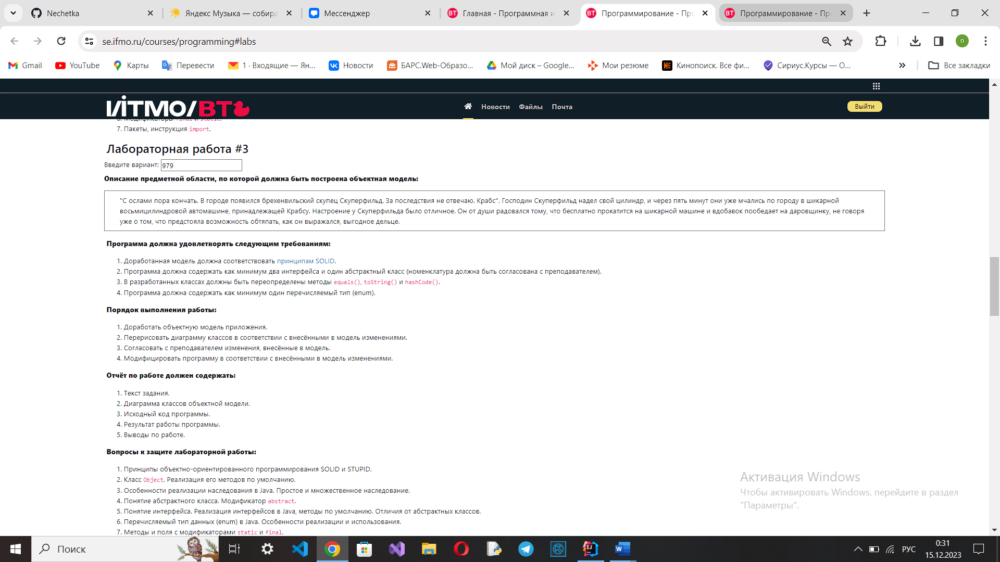 Nechetka
Яндекс Музыка — собира
Мессенджер
Главная - Программная и
Программирование - Про
Программирование - Про
se.ifmo.ru/courses/programming#labs
n
Gmail
YouTube
Карты
Перевести
1 · Входящие — Ян...
Новости
БАРС.Web-Образо...
Мой диск – Google...
Мои резюме
Кинопоиск. Все фи...
Сириус.Курсы — О...
Все закладки
ИТМО/ВТ
Новости
Файлы
Почта
Выйти
6. Модификаторы final и static.
7. Пакеты, инструкция import.
Лабораторная работа #3
Введите вариант: 979
Описание предметной области, по которой должна быть построена объектная модель:
"С ослами пора кончать. В городе появился брехенвильский скупец Скуперфильд. За последствия не отвечаю. Крабс". Господин Скуперфильд надел свой цилиндр, и через пять минут они уже мчались по городу в шикарной
восьмицилиндровой автомашине, принадлежащей Крабсу. Настроение у Скуперфильда было отличное. Он от души радовался тому, что бесплатно прокатится на шикарной машине и вдобавок пообедает на даровщинку, не говоря
уже о том, что предстояла возможность обтяпать, как он выражался, выгодное дельце.
Программа должна удовлетворять следующим требованиям:
1. Доработанная модель должна соответствовать принципам SOLID.
2. Программа должна содержать как минимум два интерфейса и один абстрактный класс (номенклатура должна быть согласована с преподавателем).
3. В разработанных классах должны быть переопределены методы equals(), toString() и hashCode().
4. Программа должна содержать как минимум один перечисляемый тип (enum).
Порядок выполнения работы:
1. Доработать объектную модель приложения.
2. Перерисовать диаграмму классов в соответствии с внесёнными в модель изменениями.
3. Согласовать с преподавателем изменения, внесённые в модель.
4. Модифицировать программу в соответствии с внесёнными в модель изменениями.
Отчёт по работе должен содержать:
1. Текст задания.
2. Диаграмма классов объектной модели.
3. Исходный код программы.
4. Результат работы программы.
5. Выводы по работе.
Вопросы к защите лабораторной работы:
1. Принципы объектно-ориентированного программирования SOLID и STUPID.
2. Класс Object. Реализация его методов по умолчанию.
3. Особенности реализации наследования в Java. Простое и множественное наследование.
4. Понятие абстрактного класса. Модификатор abstract.
5. Понятие интерфейса. Реализация интерфейсов в Java, методы по умолчанию. Отличия от абстрактных классов.
6. Перечисляемый тип данных (enum) в Java. Особенности реализации и использования.
7. Методы и поля с модификаторами static и final.
Активация Windows
Чтобы активировать Windows, перейдите в раздел
"Параметры".
Поиск
РУС
0:31
15.12.2023